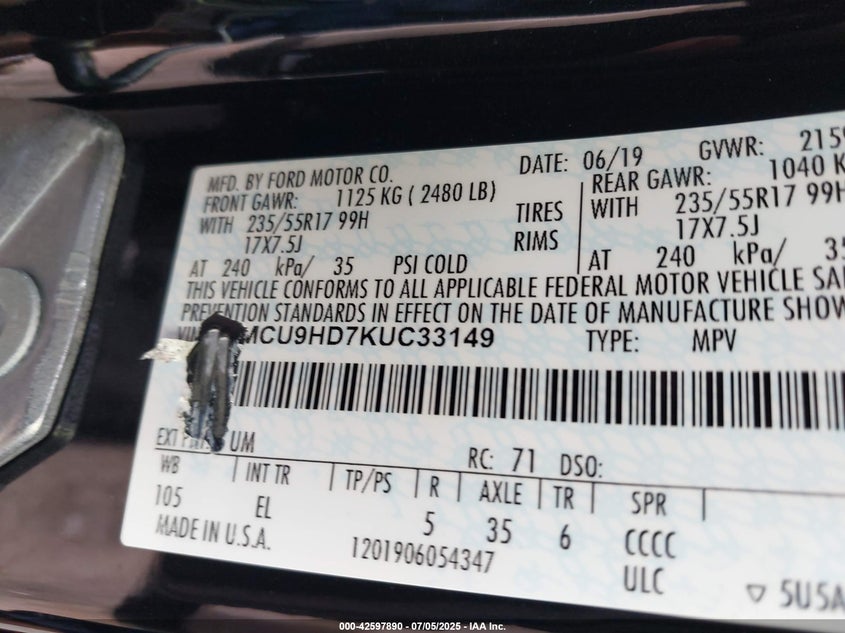 MFD. BY FORD MOTOR CO. DATE: 06/19 GVWR: 2159
FRONT GAWR: 1125 KG ( 2480 LB) REAR GAWR: 1040 K
WITH 235/55R17 99H TIRES WITH 235/55R17 99H
17X7.5J RIMS 17X7.5J
AT 240 kPa/ 35 PSI COLD AT 240 kPa/ 35
THIS VEHICLE CONFORMS TO ALL APPLICABLE FEDERAL MOTOR VEHICLE SA
PREVENTION STANDARDS IN EFFECT ON THE DATE OF MANUFACTURE SHOW
MCU9HD7KUC33149 TYPE: MPV
EXT UM RC: 71 DSO:
WB INT TR TP/PS R AXLE TR SPR
105 EL 5 35 6 CCCC
MADE IN U.S.A. 1201906054347 ULC 5U5A
000-42597890 - 07/05/2025 - IAA Inc.